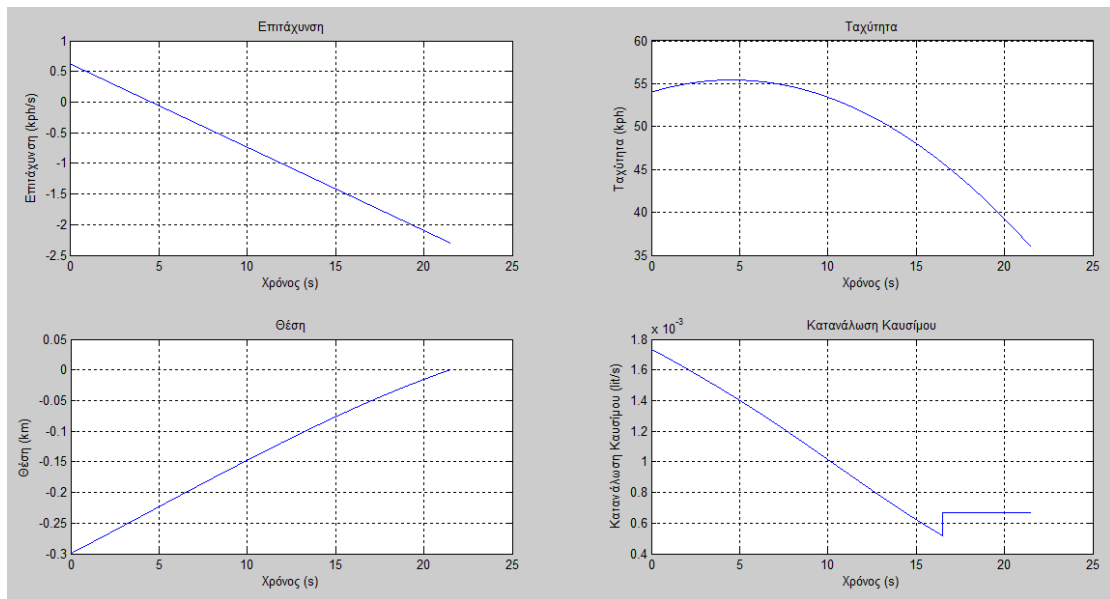 Επιτάχυνση
Επιτάχυνση (kph/s)
1
0.5
0
-0.5
-1
-1.5
-2
-2.5
0 5 10 15 20 25
Χρόνος (s)
Ταχύτητα
Ταχύτητα (kph)
60
55
50
45
40
35
0 5 10 15 20 25
Χρόνος (s)
Θέση
Θέση (km)
0.05
0
-0.05
-0.1
-0.15
-0.2
-0.25
-0.3
0 5 10 15 20 25
Χρόνος (s)
Κατανάλωση Καυσίμου
x 10^-3
Κατανάλωση Καυσίμου (lit/s)
1.8
1.6
1.4
1.2
1
0.8
0.6
0.4
0 5 10 15 20 25
Χρόνος (s)